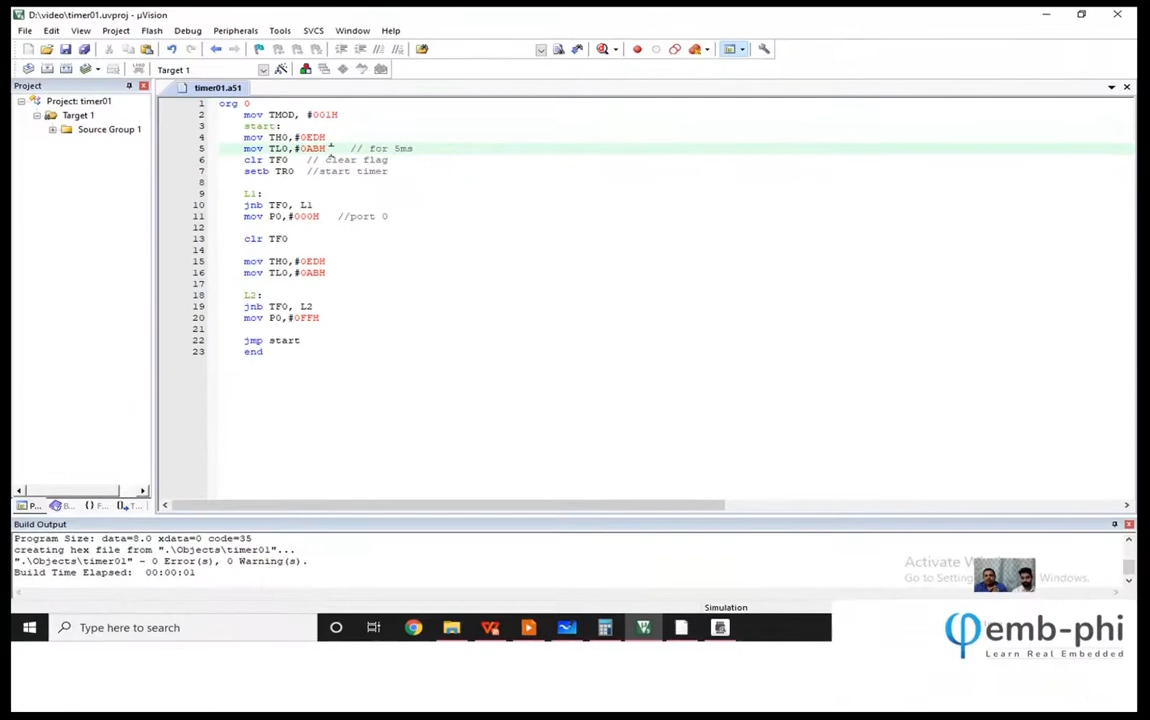 D:\video\timer01.uvproj - µVision
File Edit View Project Flash Debug Peripherals Tools SVCS Window Help
Target 1
Project
timer01.a51
Project: timer01
Target 1
Source Group 1
1 org 0
2 mov TMOD, #001H
3 start:
4 mov TH0,#0EDH
5 mov TL0,#0ABH // for 5ms
6 clr TF0 // clear flag
7 setb TR0 //start timer
8
9 L1:
10 jnb TF0, L1
11 mov P0,#000H //port 0
12
13 clr TF0
14
15 mov TH0,#0EDH
16 mov TL0,#0ABH
17
18 L2:
19 jnb TF0, L2
20 mov P0,#0FFH
21
22 jmp start
23 end
P... B... {} F... T...
Build Output
Program Size: data=8.0 xdata=0 code=35
creating hex file from ".\Objects\timer01"...
".\Objects\timer01" - 0 Error(s), 0 Warning(s).
Build Time Elapsed: 00:00:01
Activate
Go to Windows.
Simulation
Type here to search
emb-phi
Learn Real Embedded